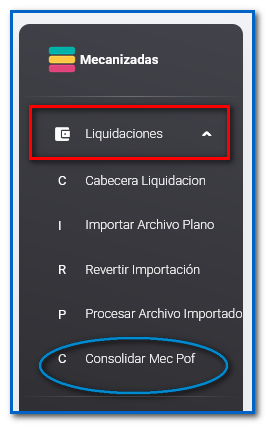 Mecanizadas
Liquidaciones
C Cabecera Liquidacion
I Importar Archivo Plano
R Revertir Importación
P Procesar Archivo Importado
C Consolidar Mec Pof